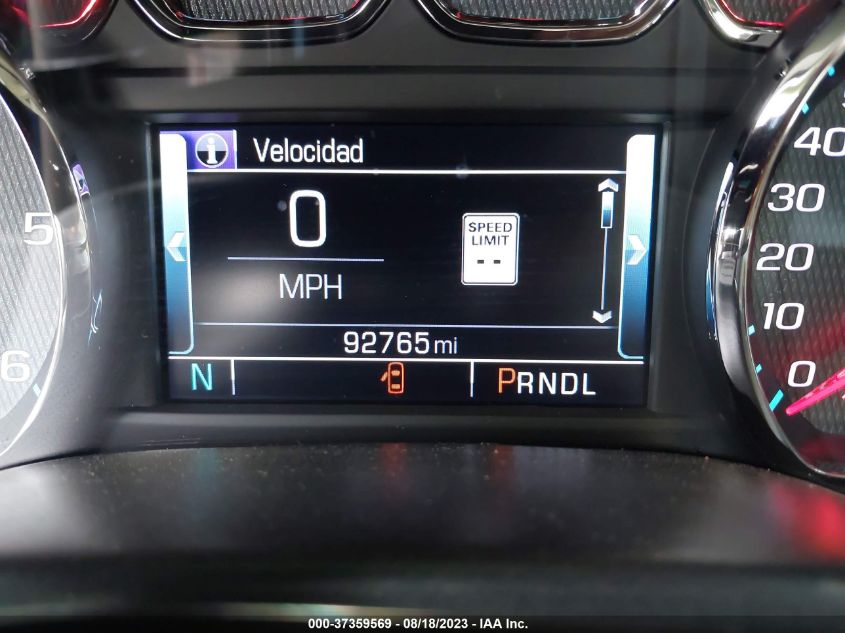 Velocidad
0
MPH
SPEED
LIMIT
--
92765 mi
N
PRNDL
5
6
40
30
20
10
0
000-37359569 - 08/18/2023 - IAA Inc.